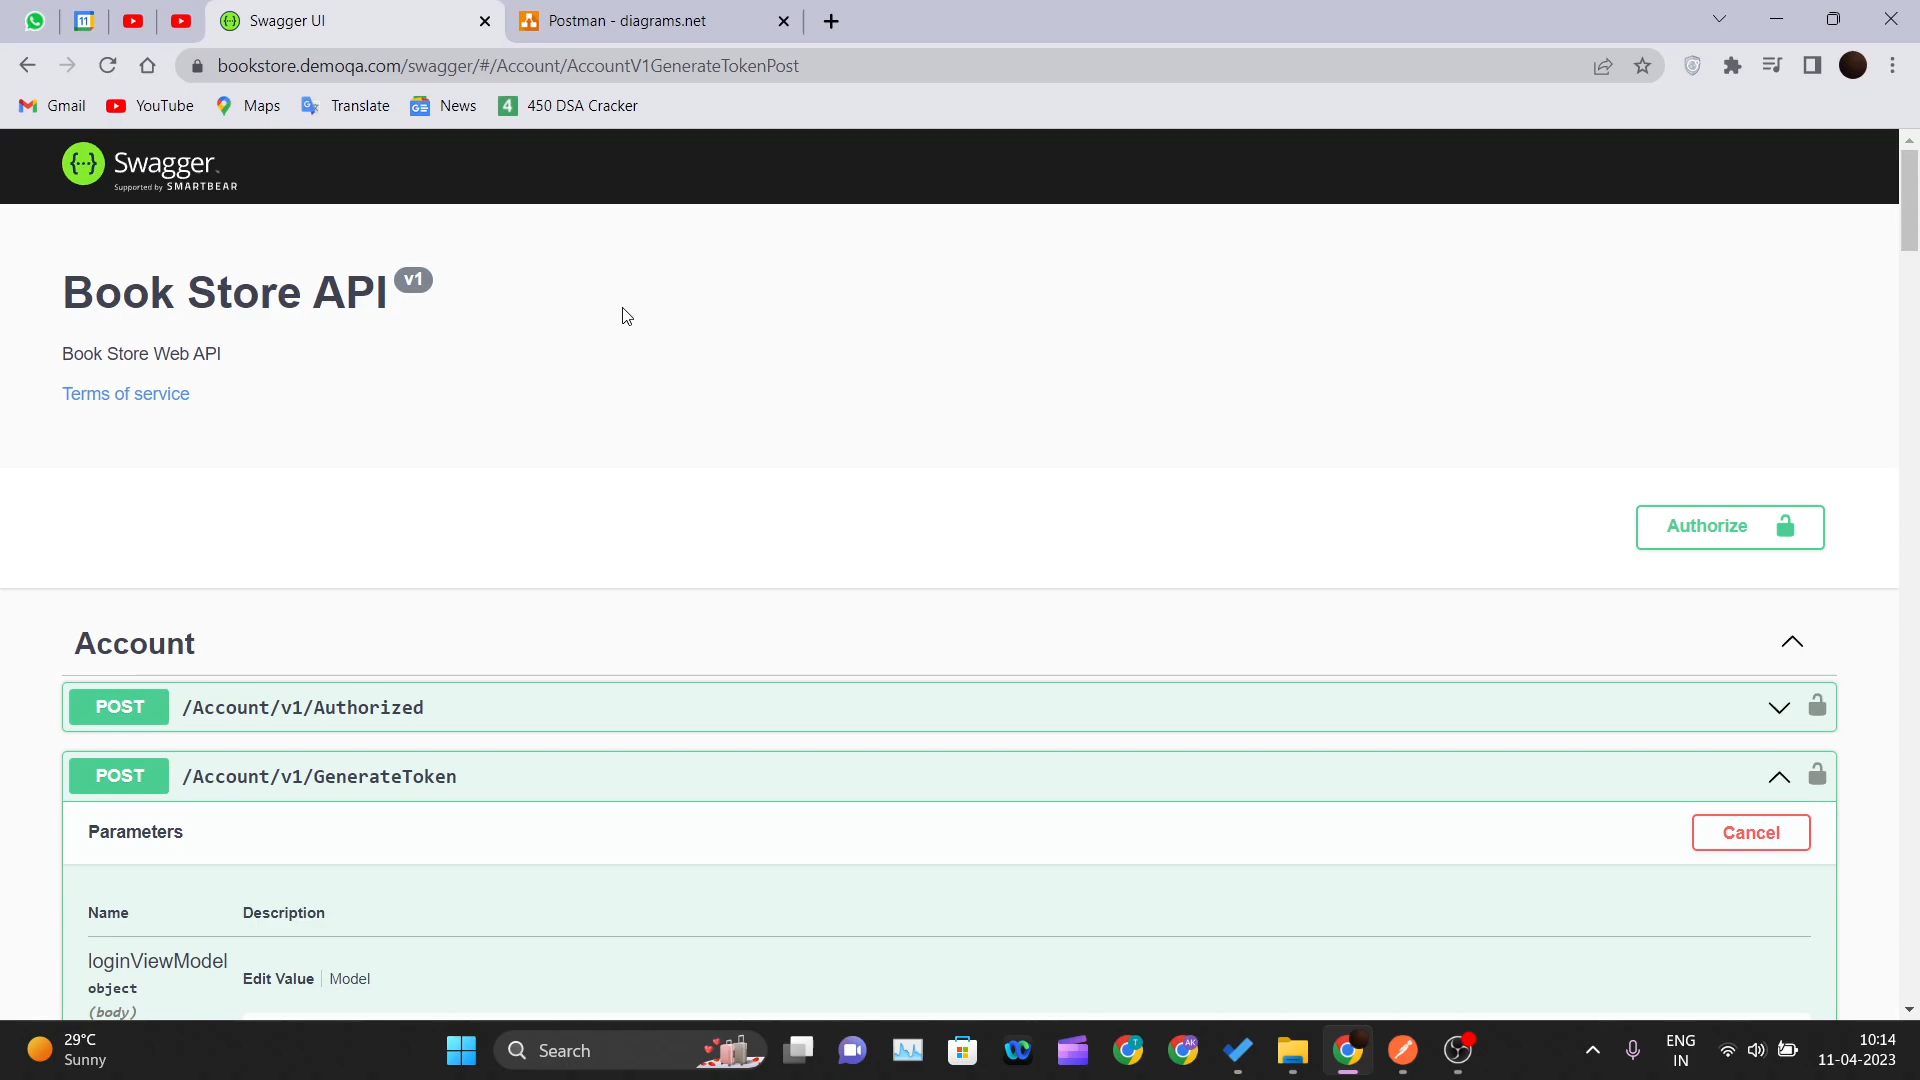 11
Swagger UI
Postman - diagrams.net
bookstore.demoqa.com/swagger/#/Account/AccountV1GenerateTokenPost
Gmail
YouTube
Maps
Translate
News
4 450 DSA Cracker
Swagger
Supported by SMARTBEAR
Book Store API v1
Book Store Web API
Terms of service
Authorize
Account
POST /Account/v1/Authorized
POST /Account/v1/GenerateToken
Parameters
Cancel
Name Description
loginViewModel
object
(body)
Edit Value Model
29°C
Sunny
Search
T
AK
ENG
IN
10:14
11-04-2023